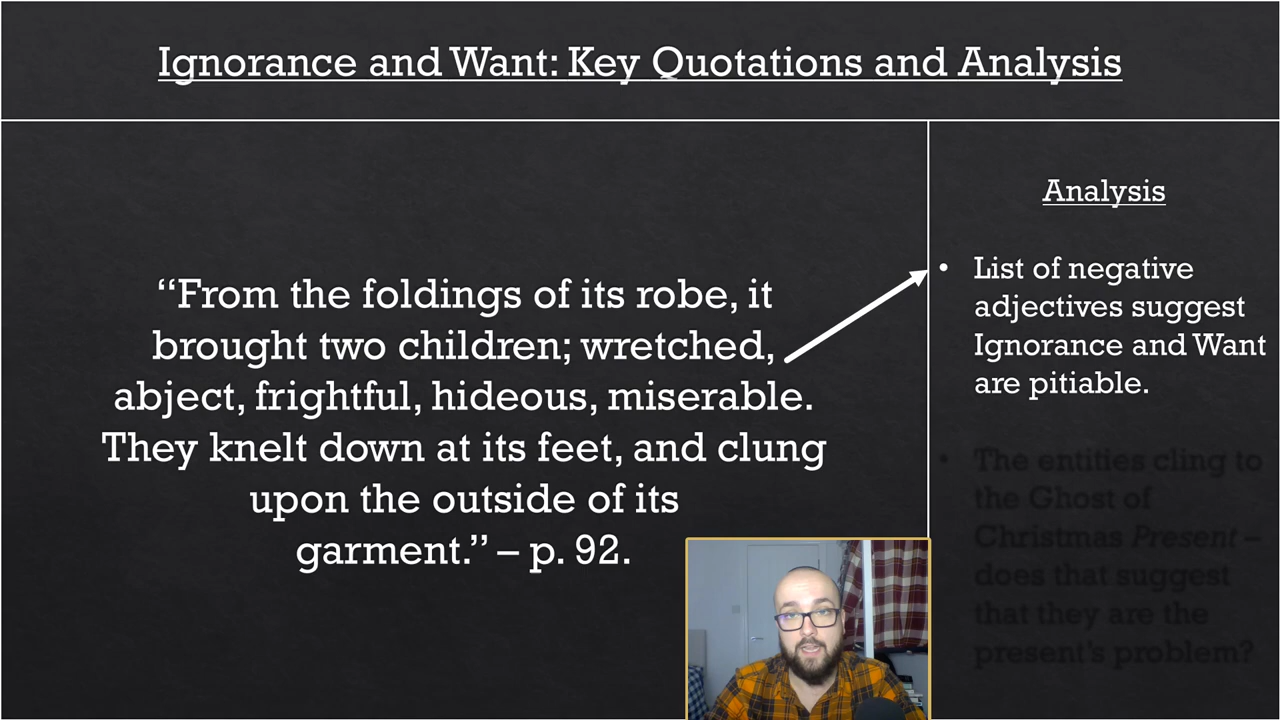 Ignorance and Want: Key Quotations and Analysis
“From the foldings of its robe, it
brought two children; wretched,
abject, frightful, hideous, miserable.
They knelt down at its feet, and clung
upon the outside of its
garment.” – p. 92.
Analysis
• List of negative
adjectives suggest
Ignorance and Want
are pitiable.
• The entities cling to
the Ghost of
Christmas Present –
does that suggest
that they are the
present's problem?